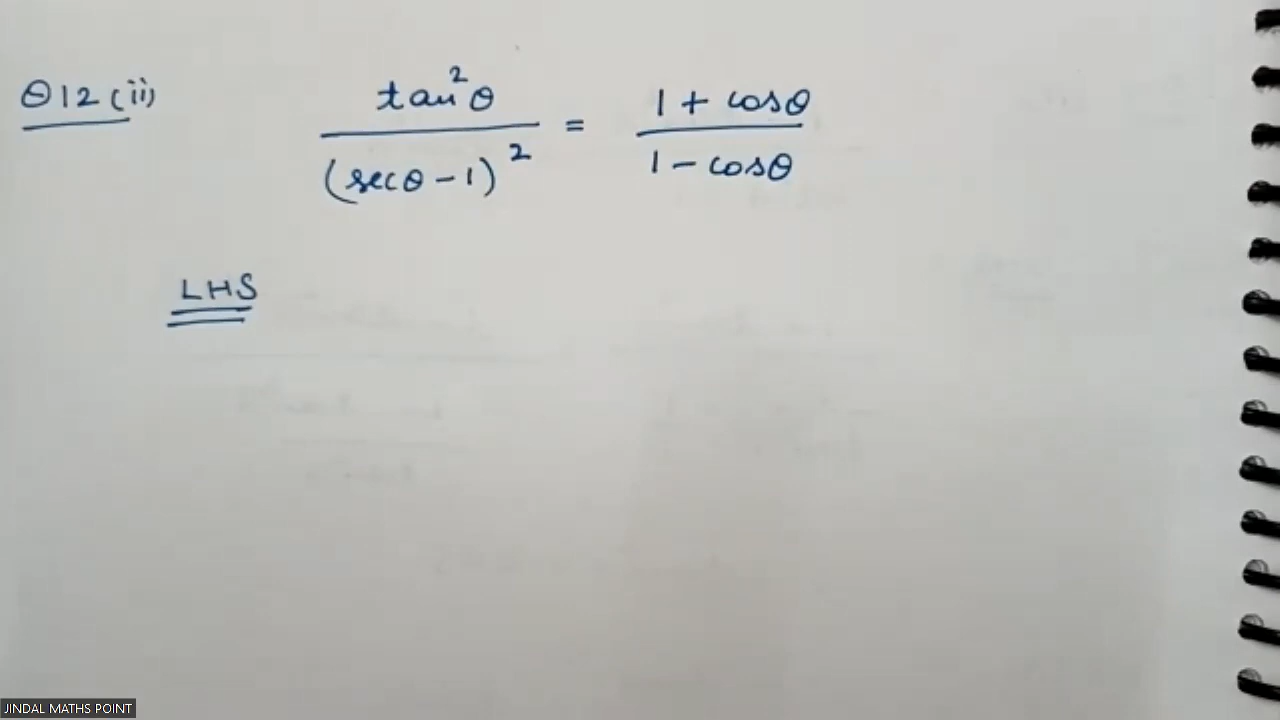 Q12(ii)
tan²θ / (secθ - 1)² = 1 + cosθ / 1 - cosθ
LHS
JINDAL MATHS POINT